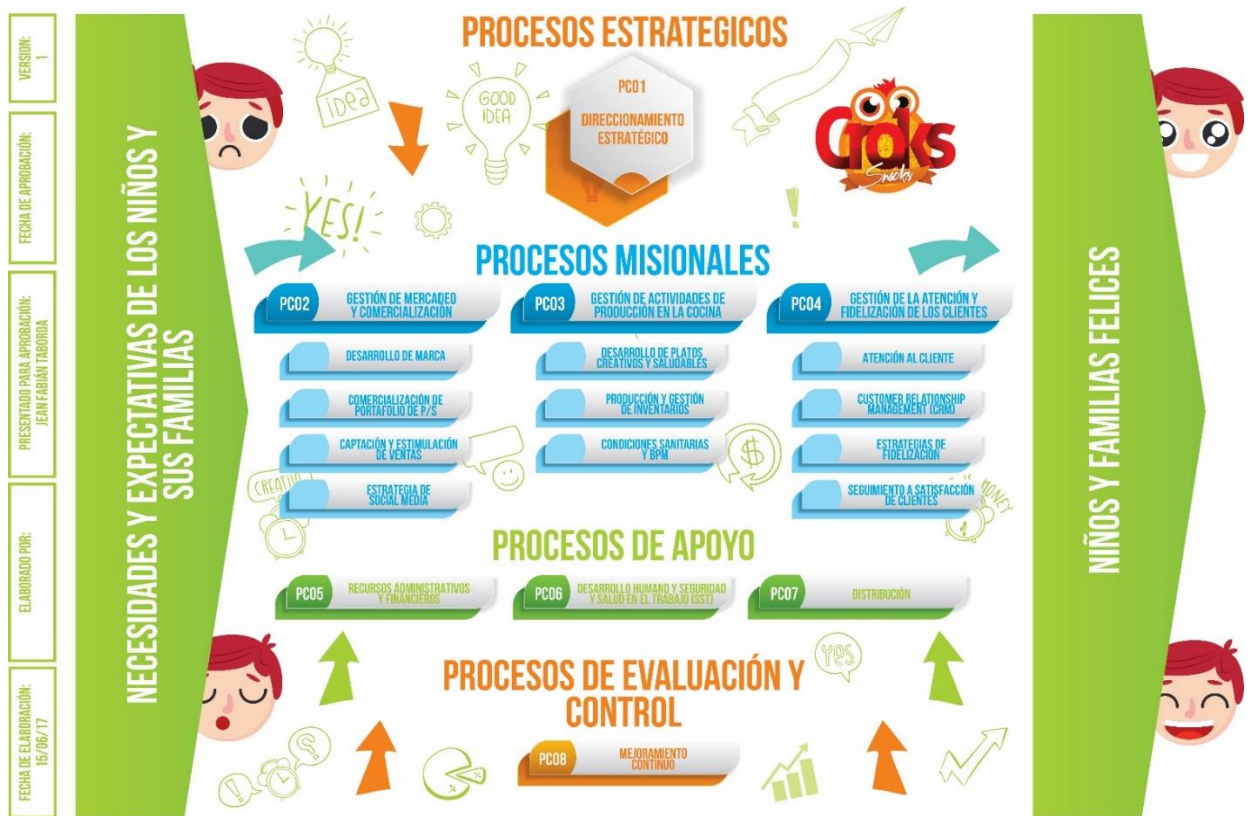 VERSION:
1
FECHA DE APROBACIÓN:
PRESENTADO PARA APROBACIÓN:
JEAN FABIÁN TABORDA
ELABORADO POR:
FECHA DE ELABORACIÓN:
15/06/17
NECESIDADES Y EXPECTATIVAS DE LOS NIÑOS Y
SUS FAMILIAS
PROCESOS ESTRATEGICOS
idea
GOOD
IDEA
PC01
DIRECCIONAMIENTO
ESTRATÉGICO
Croks
Snacks
YES!
PROCESOS MISIONALES
PC02
GESTIÓN DE MERCADEO
Y COMERCIALIZACIÓN
DESARROLLO DE MARCA
COMERCIALIZACIÓN DE
PORTAFOLIO DE P/S
CAPTACIÓN Y ESTIMULACIÓN
DE VENTAS
ESTRATEGIA DE
SOCIAL MEDIA
PC03
GESTIÓN DE ACTIVIDADES DE
PRODUCCIÓN EN LA COCINA
DESARROLLO DE PLATOS
CREATIVOS Y SALUDABLES
PRODUCCIÓN Y GESTIÓN
DE INVENTARIOS
CONDICIONES SANITARIAS
Y BPM
PC04
GESTIÓN DE LA ATENCIÓN Y
FIDELIZACIÓN DE LOS CLIENTES
ATENCIÓN AL CLIENTE
CUSTOMER RELATIONSHIP
MANAGEMENT (CRM)
ESTRATEGIAS DE
FIDELIZACIÓN
SEGUIMIENTO A SATISFACCIÓN
DE CLIENTES
PROCESOS DE APOYO
PC05
RECURSOS ADMINISTRATIVOS
Y FINANCIEROS
PC06
DESARROLLO HUMANO Y SEGURIDAD
Y SALUD EN EL TRABAJO (SST)
PC07
DISTRIBUCIÓN
YES
PROCESOS DE EVALUACIÓN Y
CONTROL
PC08
MEJORAMIENTO
CONTINUO
NIÑOS Y FAMILIAS FELICES